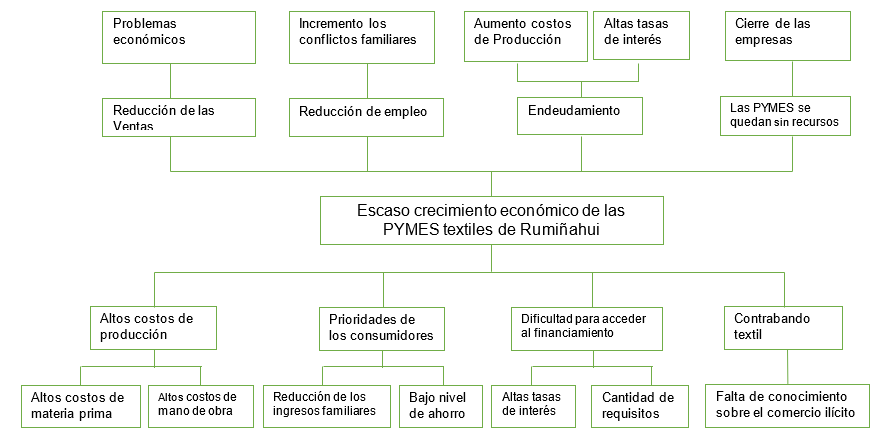 Problemas
económicos
Incremento los
conflictos familiares
Aumento costos
de Producción
Altas tasas
de interés
Cierre de las
empresas
Reducción de las
Ventas
Reducción de empleo
Endeudamiento
Las PYMES se
quedan sin recursos
Escaso crecimiento económico de las
PYMES textiles de Rumiñahui
Altos costos de
producción
Prioridades de
los consumidores
Dificultad para acceder
al financiamiento
Contrabando
textil
Altos costos de
materia prima
Altos costos de
mano de obra
Reducción de los
ingresos familiares
Bajo nivel
de ahorro
Altas tasas
de interés
Cantidad de
requisitos
Falta de conocimiento
sobre el comercio ilícito